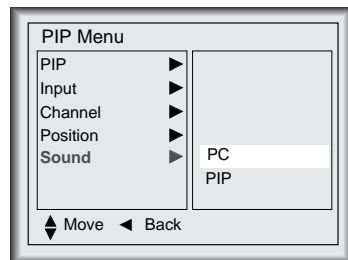 PIP Menu
PIP ▶
Input ▶
Channel ▶
Position ▶
Sound ▶
PC
PIP
Move ◀ Back